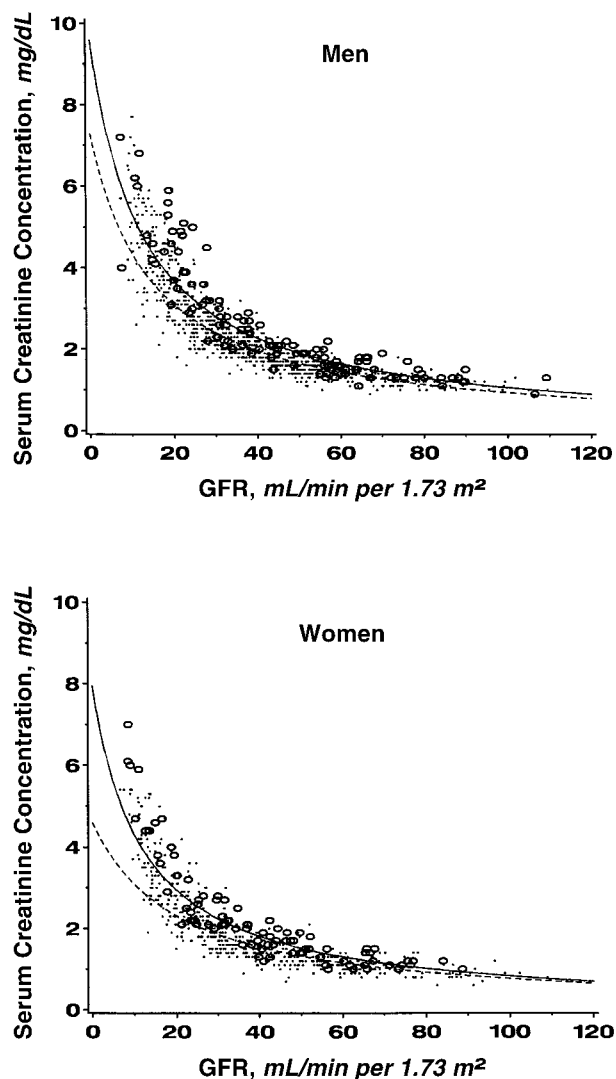 Men
Serum Creatinine Concentration, mg/dL
10
8
6
4
2
0
0 20 40 60 80 100 120
GFR, mL/min per 1.73 m²
Women
Serum Creatinine Concentration, mg/dL
10
8
6
4
2
0
0 20 40 60 80 100 120
GFR, mL/min per 1.73 m²